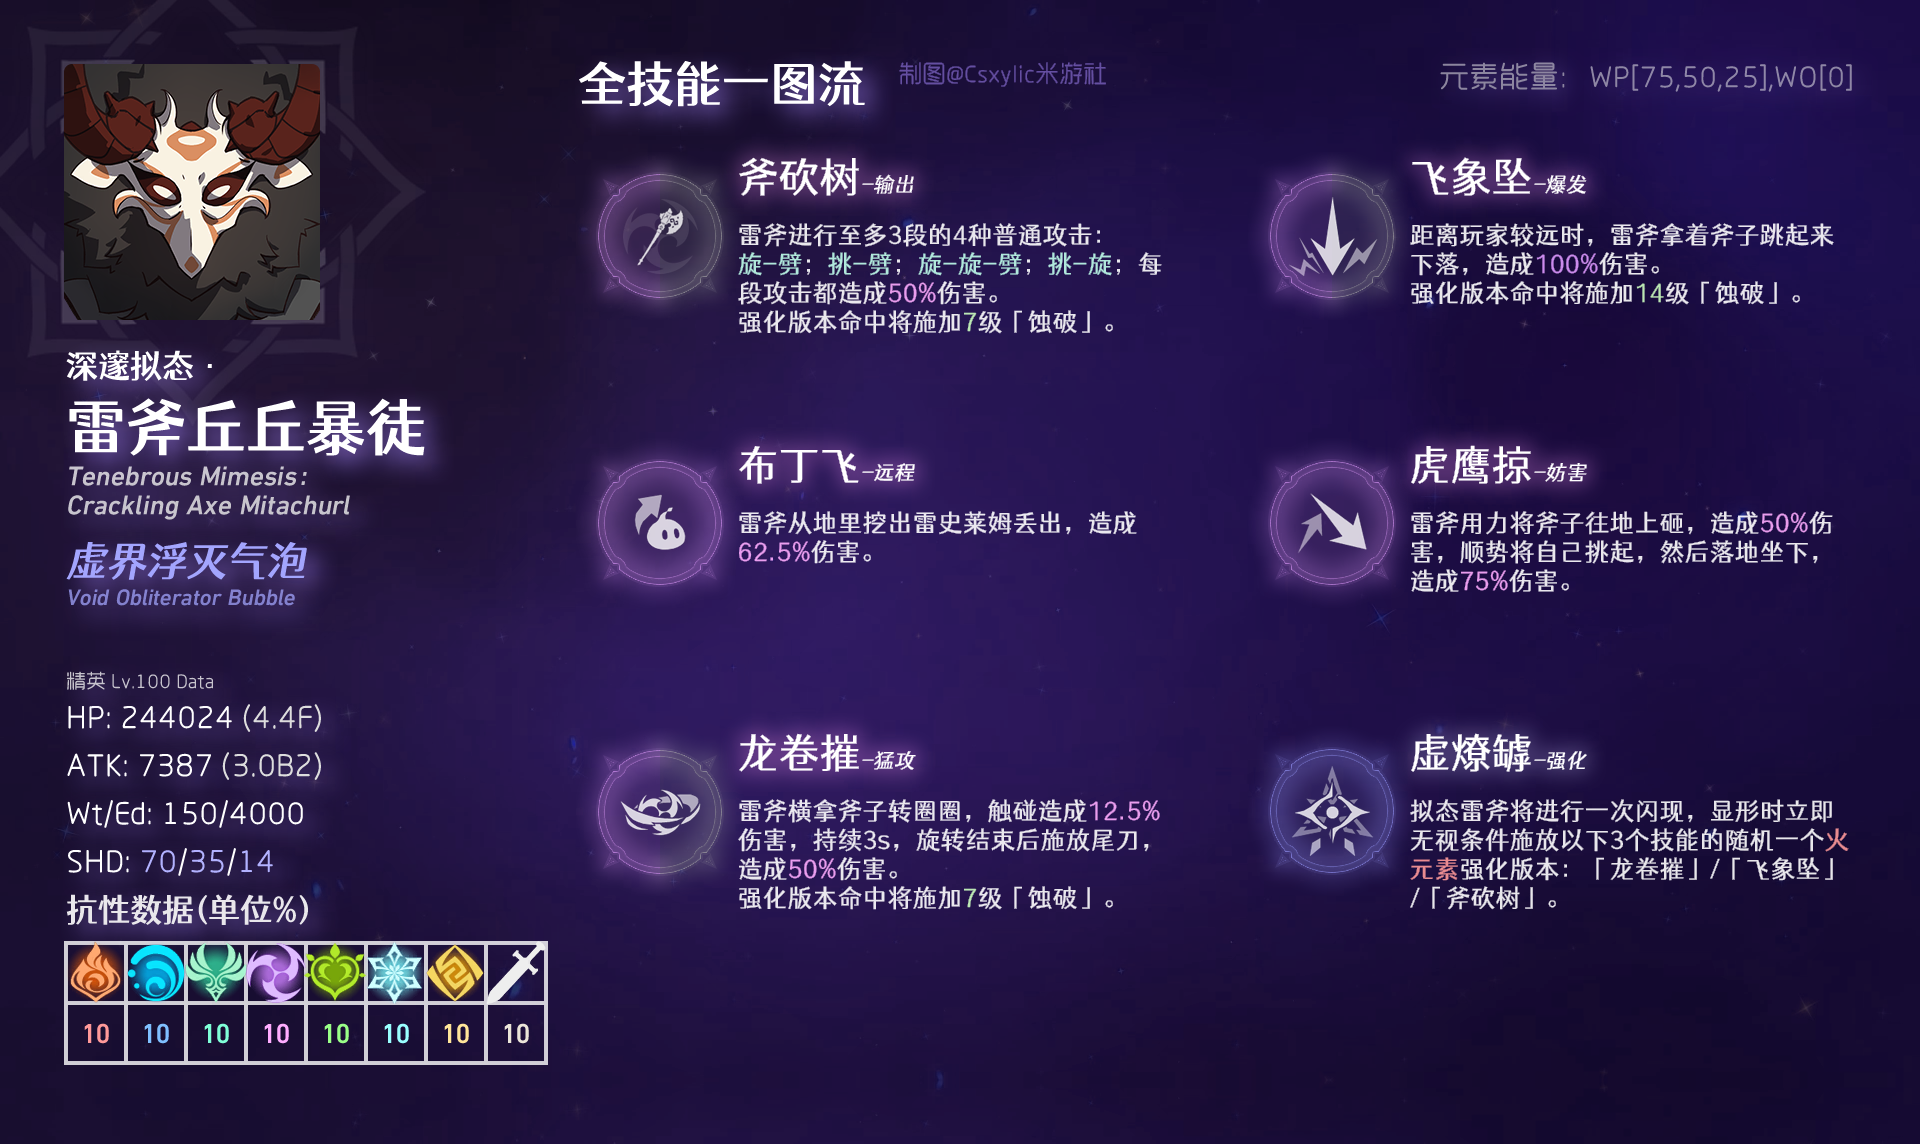 全技能一图流
制图@Csxylic米游社
元素能量: WP[75,50,25],WO[0]
深邃拟态·
雷斧丘丘暴徒
Tenebrous Mimesis:
Crackling Axe Mitachurl
虚界浮灭气泡
Void Obliterator Bubble
精英 Lv.100 Data
HP: 244024 (4.4F)
ATK: 7387 (3.0B2)
Wt/Ed: 150/4000
SHD: 70/35/14
抗性数据(单位%)
10 10 10 10 10 10 10 10
斧砍树-输出
雷斧进行至多3段的4种普通攻击：
旋-劈；挑-劈；旋-旋-劈；挑-旋；每
段攻击都造成50%伤害。
强化版本命中将施加7级「蚀破」。
飞象坠-爆发
距离玩家较远时，雷斧拿着斧子跳起来
下落，造成100%伤害。
强化版本命中将施加14级「蚀破」。
布丁飞-远程
雷斧从地里挖出雷史莱姆丢出，造成
62.5%伤害。
虎鹰掠-妨害
雷斧用力将斧子往地上砸，造成50%伤
害，顺势将自己挑起，然后落地坐下，
造成75%伤害。
龙卷摧-猛攻
雷斧横拿斧子转圈圈，触碰造成12.5%
伤害，持续3s，旋转结束后施放尾刀，
造成50%伤害。
强化版本命中将施加7级「蚀破」。
虚燎罅-强化
拟态雷斧将进行一次闪现，显形时立即
无视条件施放以下3个技能的随机一个火
元素强化版本：「龙卷摧」/「飞象坠」
/「斧砍树」。